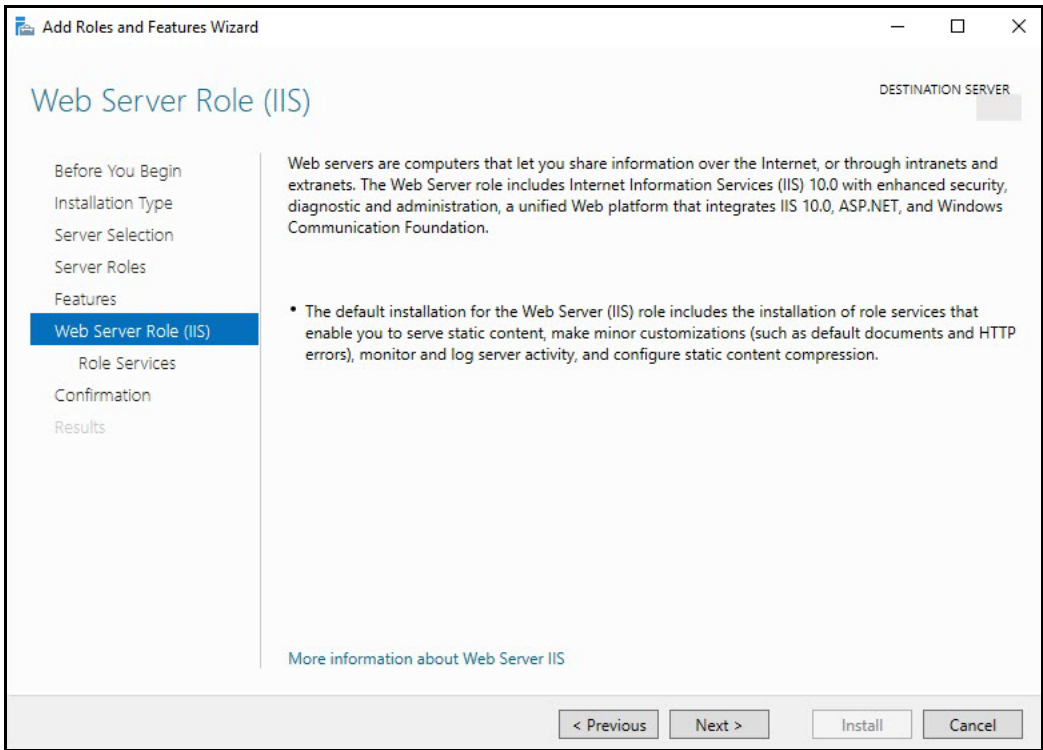 Add Roles and Features Wizard
Web Server Role (IIS)
DESTINATION SERVER
Before You Begin
Installation Type
Server Selection
Server Roles
Features
Web Server Role (IIS)
Role Services
Confirmation
Results
Web servers are computers that let you share information over the Internet, or through intranets and
extranets. The Web Server role includes Internet Information Services (IIS) 10.0 with enhanced security,
diagnostic and administration, a unified Web platform that integrates IIS 10.0, ASP.NET, and Windows
Communication Foundation.
• The default installation for the Web Server (IIS) role includes the installation of role services that
enable you to serve static content, make minor customizations (such as default documents and HTTP
errors), monitor and log server activity, and configure static content compression.
More information about Web Server IIS
< Previous
Next >
Install
Cancel